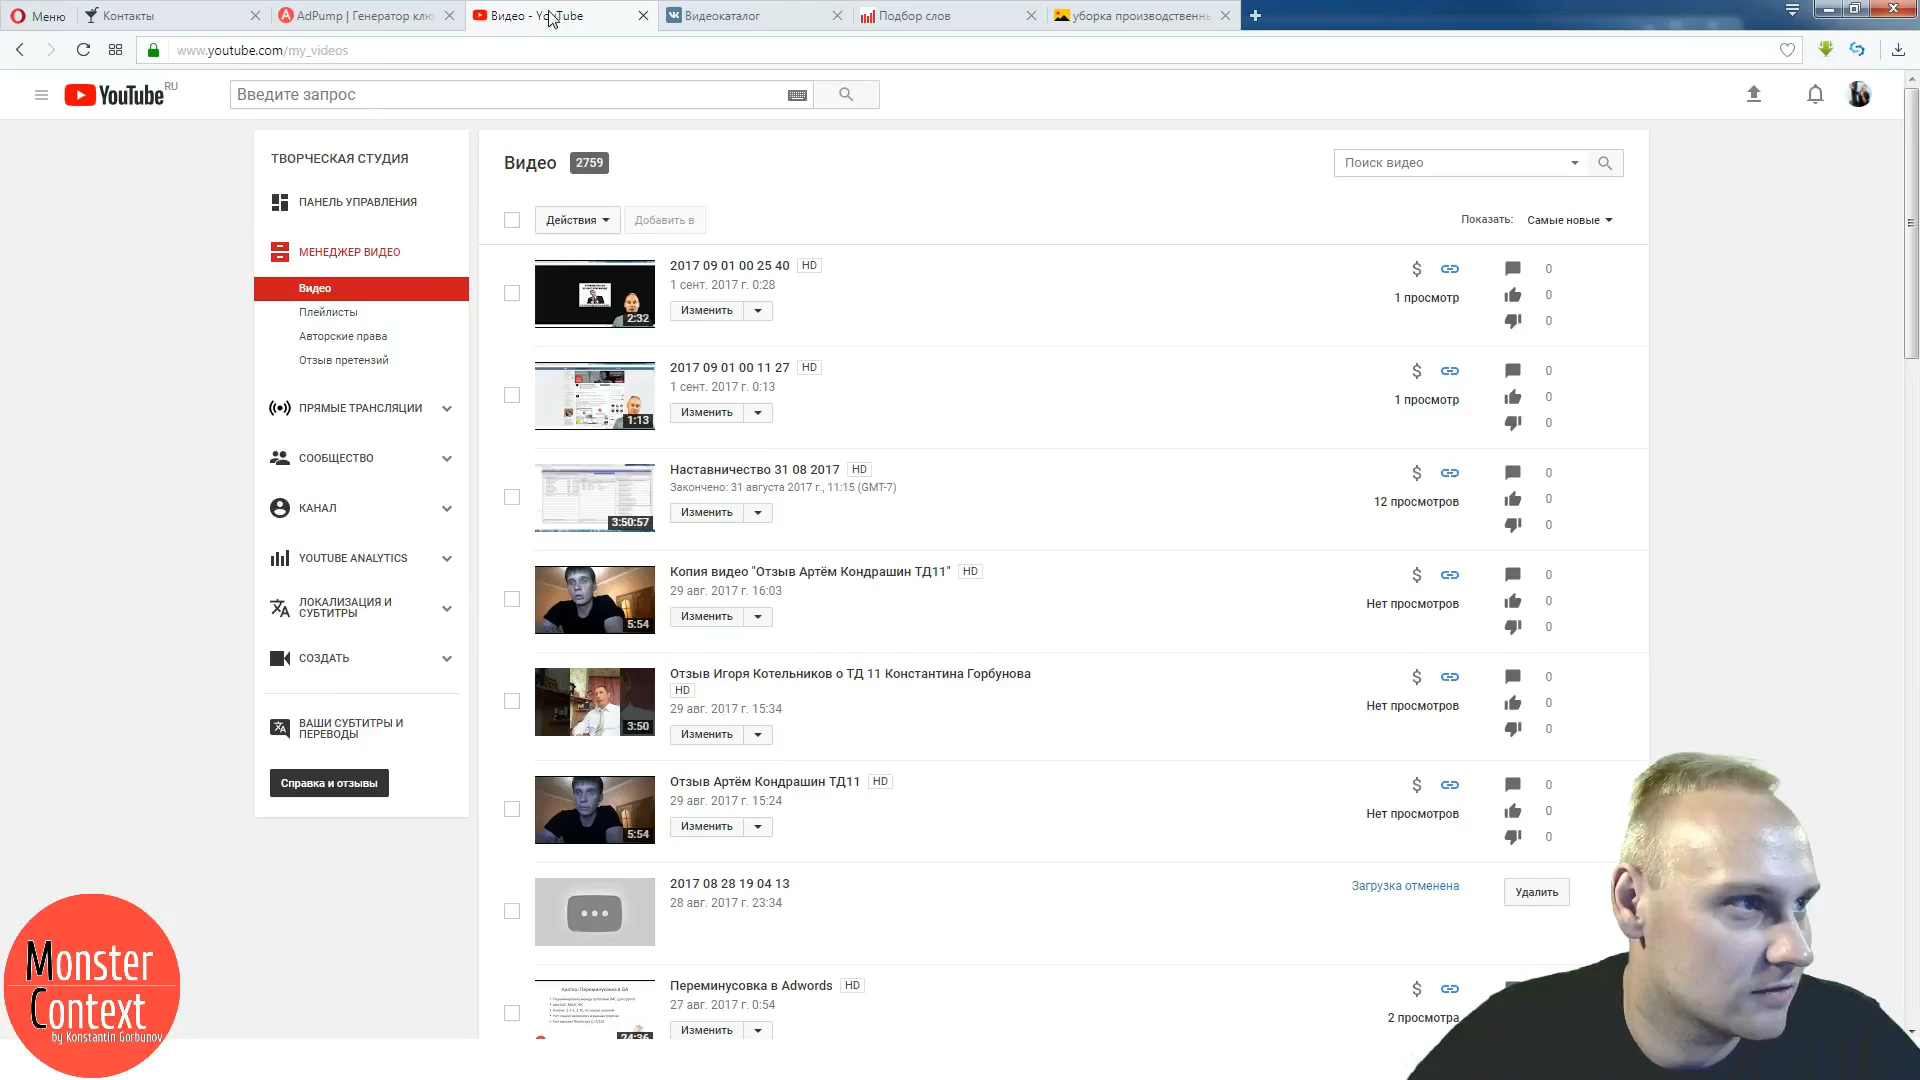 Меню
Контакты
AdPump | Генератор клю
Видео - YouTube
Видеокаталог
Подбор слов
уборка производственны
www.youtube.com/my_videos
YouTube RU
Введите запрос
ТВОРЧЕСКАЯ СТУДИЯ
ПАНЕЛЬ УПРАВЛЕНИЯ
МЕНЕДЖЕР ВИДЕО
Видео
Плейлисты
Авторские права
Отзыв претензий
ПРЯМЫЕ ТРАНСЛЯЦИИ
СООБЩЕСТВО
КАНАЛ
YOUTUBE ANALYTICS
ЛОКАЛИЗАЦИЯ И
СУБТИТРЫ
СОЗДАТЬ
ВАШИ СУБТИТРЫ И
ПЕРЕВОДЫ
Справка и отзывы
Видео 2759
Поиск видео
Действия
Добавить в
Показать: Самые новые
2017 09 01 00 25 40 HD
1 сент. 2017 г. 0:28
2:32
Изменить
1 просмотр
0
0
0
2017 09 01 00 11 27 HD
1 сент. 2017 г. 0:13
1:13
Изменить
1 просмотр
0
0
0
Наставничество 31 08 2017 HD
Закончено: 31 августа 2017 г., 11:15 (GMT-7)
3:50:57
Изменить
12 просмотров
0
0
0
Копия видео "Отзыв Артём Кондрашин ТД11" HD
29 авг. 2017 г. 16:03
5:54
Изменить
Нет просмотров
0
0
0
Отзыв Игоря Котельников о ТД 11 Константина Горбунова
HD
29 авг. 2017 г. 15:34
3:50
Изменить
Нет просмотров
0
0
0
Отзыв Артём Кондрашин ТД11 HD
29 авг. 2017 г. 15:24
5:54
Изменить
Нет просмотров
0
0
0
2017 08 28 19 04 13
28 авг. 2017 г. 23:34
Загрузка отменена
Удалить
Переминусовка в Adwords HD
27 авг. 2017 г. 0:54
Изменить
2 просмотра
Monster
Context
by Konstantin Gorbunov